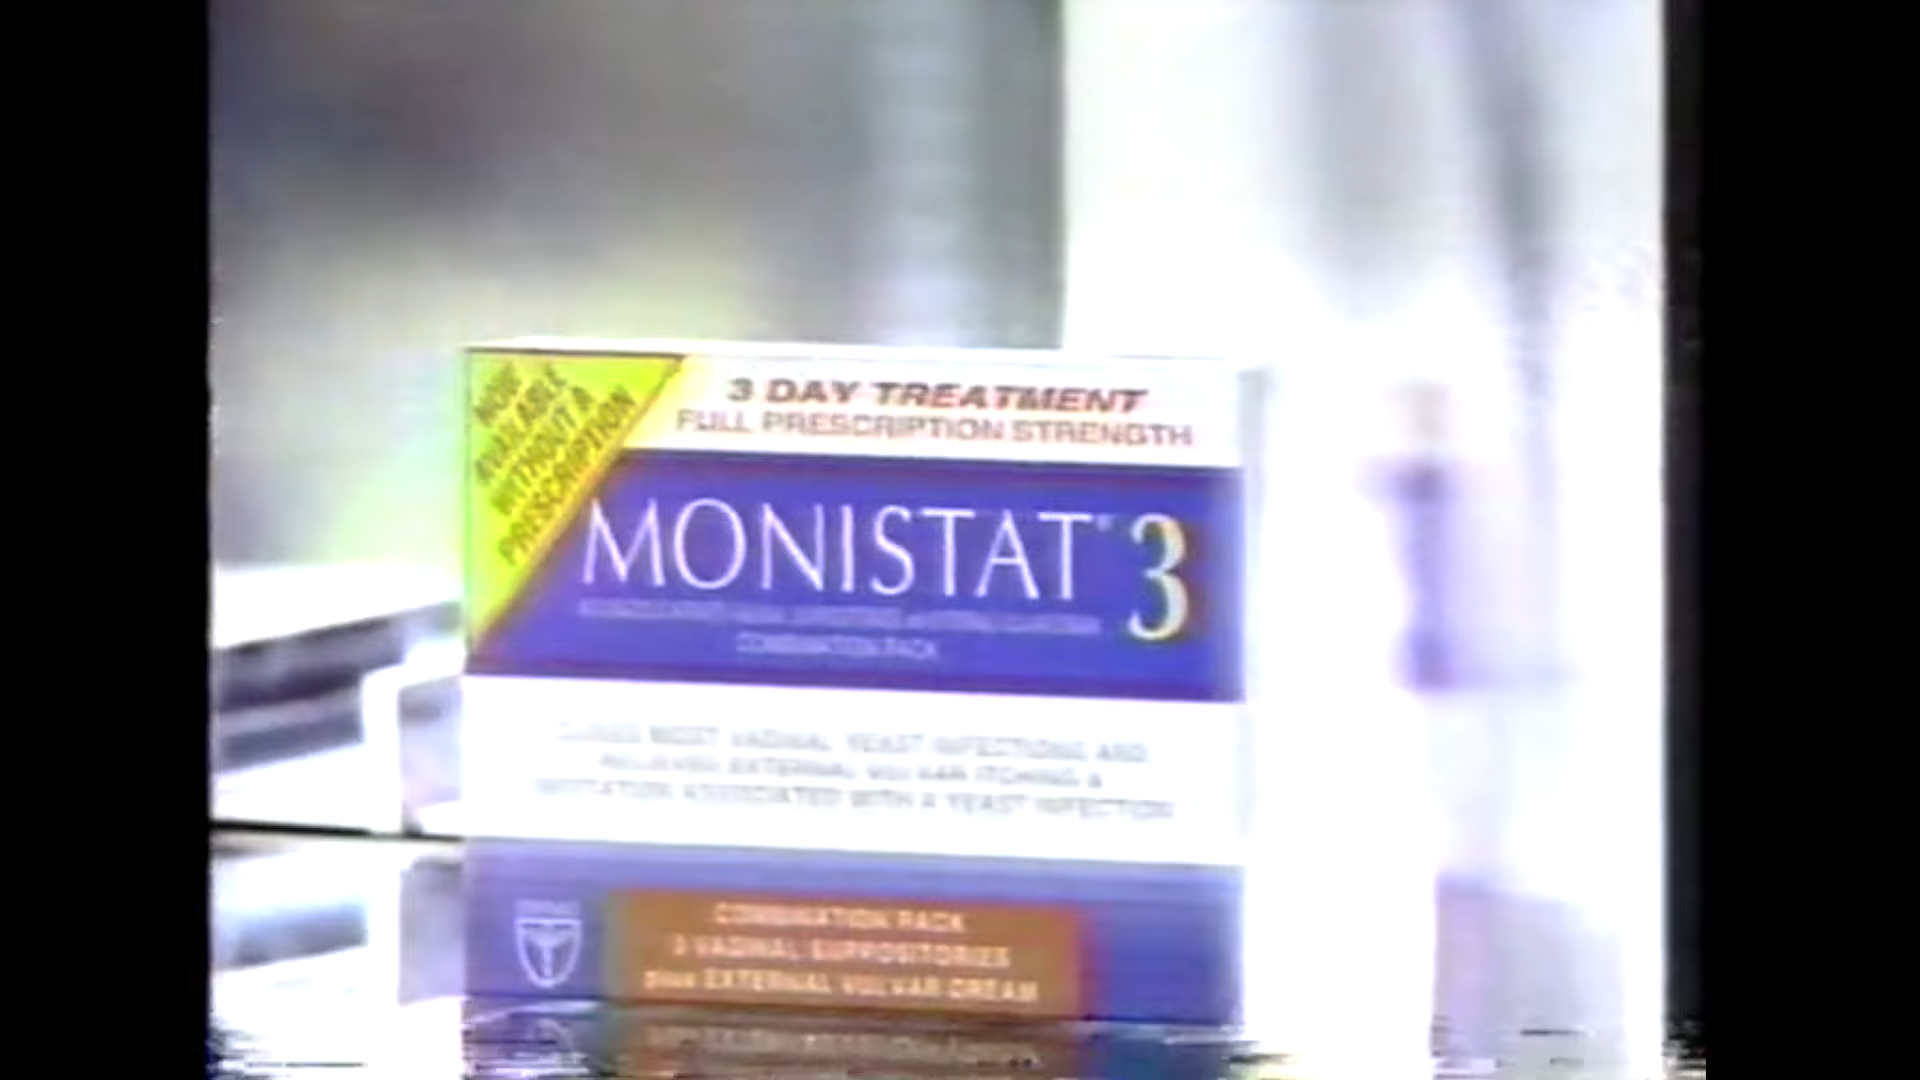 NOW
AVAILABLE
WITHOUT A
PRESCRIPTION
3 DAY TREATMENT
FULL PRESCRIPTION STRENGTH
MONISTAT® 3
COMBINATION PACK
CURES MOST VAGINAL YEAST INFECTIONS AND
RELIEVES EXTERNAL VULVAR ITCHING &
IRRITATION ASSOCIATED WITH A YEAST INFECTION
COMBINATION PACK
3 VAGINAL SUPPOSITORIES
plus EXTERNAL VULVAR CREAM